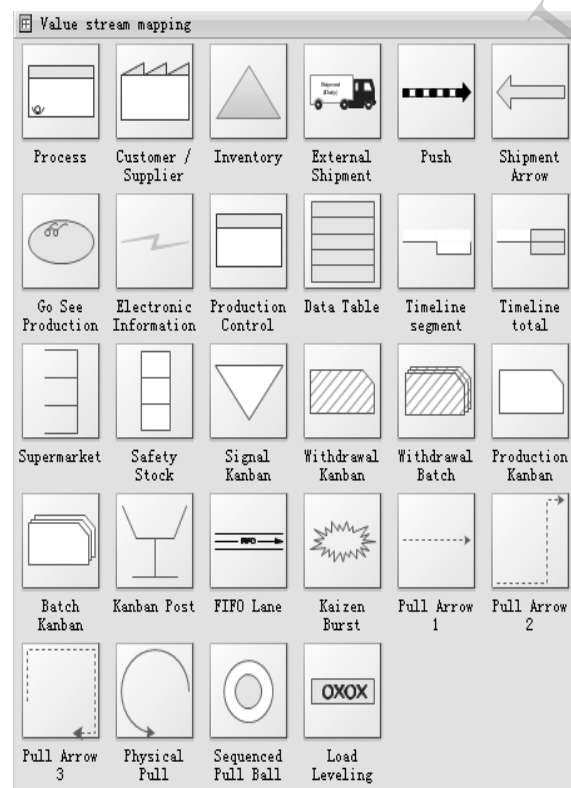 Value stream mapping
Shipment
(Daily)
Process
Customer /
Supplier
Inventory
External
Shipment
Push
Shipment
Arrow
Go See
Production
Electronic
Information
Production
Control
Data Table
Timeline
segment
Timeline
total
Supermarket
Safety
Stock
Signal
Kanban
Withdrawal
Kanban
Withdrawal
Batch
Production
Kanban
FIFO
Batch
Kanban
Kanban Post
FIFO Lane
Kaizen
Burst
Pull Arrow
1
Pull Arrow
2
OXOX
Pull Arrow
3
Physical
Pull
Sequenced
Pull Ball
Load
Leveling